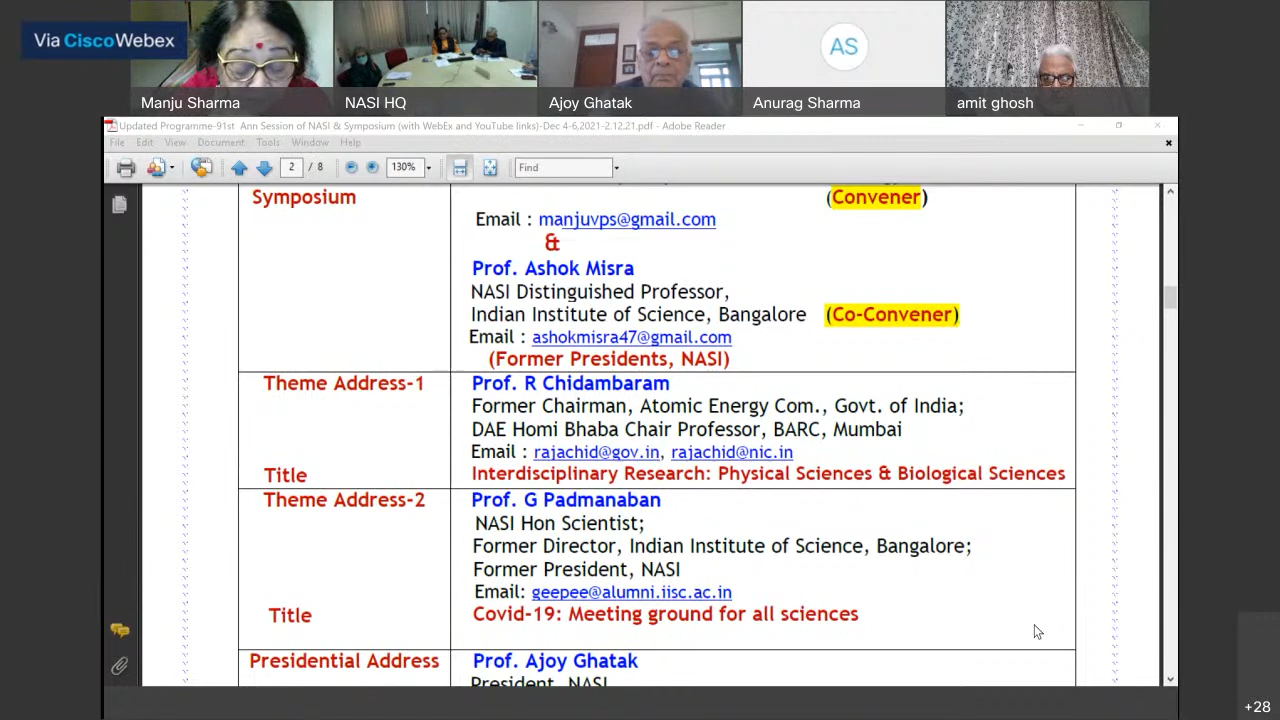 Via Cisco Webex
Manju Sharma
NASI HQ
Ajoy Ghatak
AS
Anurag Sharma
amit ghosh
Updated Programme-91st Ann Session of NASI & Symposium (with WebEx and YouTube links)-Dec 4-6,2021-2.12.21.pdf - Adobe Reader
File Edit View Document Tools Window Help
2 / 8 130% Find
Symposium (Convener)
Email : manjuvps@gmail.com
&
Prof. Ashok Misra
NASI Distinguished Professor,
Indian Institute of Science, Bangalore (Co-Convener)
Email : ashokmisra47@gmail.com
(Former Presidents, NASI)
Theme Address-1 Prof. R Chidambaram
Former Chairman, Atomic Energy Com., Govt. of India;
DAE Homi Bhaba Chair Professor, BARC, Mumbai
Email : rajachid@gov.in, rajachid@nic.in
Title Interdisciplinary Research: Physical Sciences & Biological Sciences
Theme Address-2 Prof. G Padmanaban
NASI Hon Scientist;
Former Director, Indian Institute of Science, Bangalore;
Former President, NASI
Email: geepee@alumni.iisc.ac.in
Title Covid-19: Meeting ground for all sciences
Presidential Address Prof. Ajoy Ghatak
President, NASI
+28